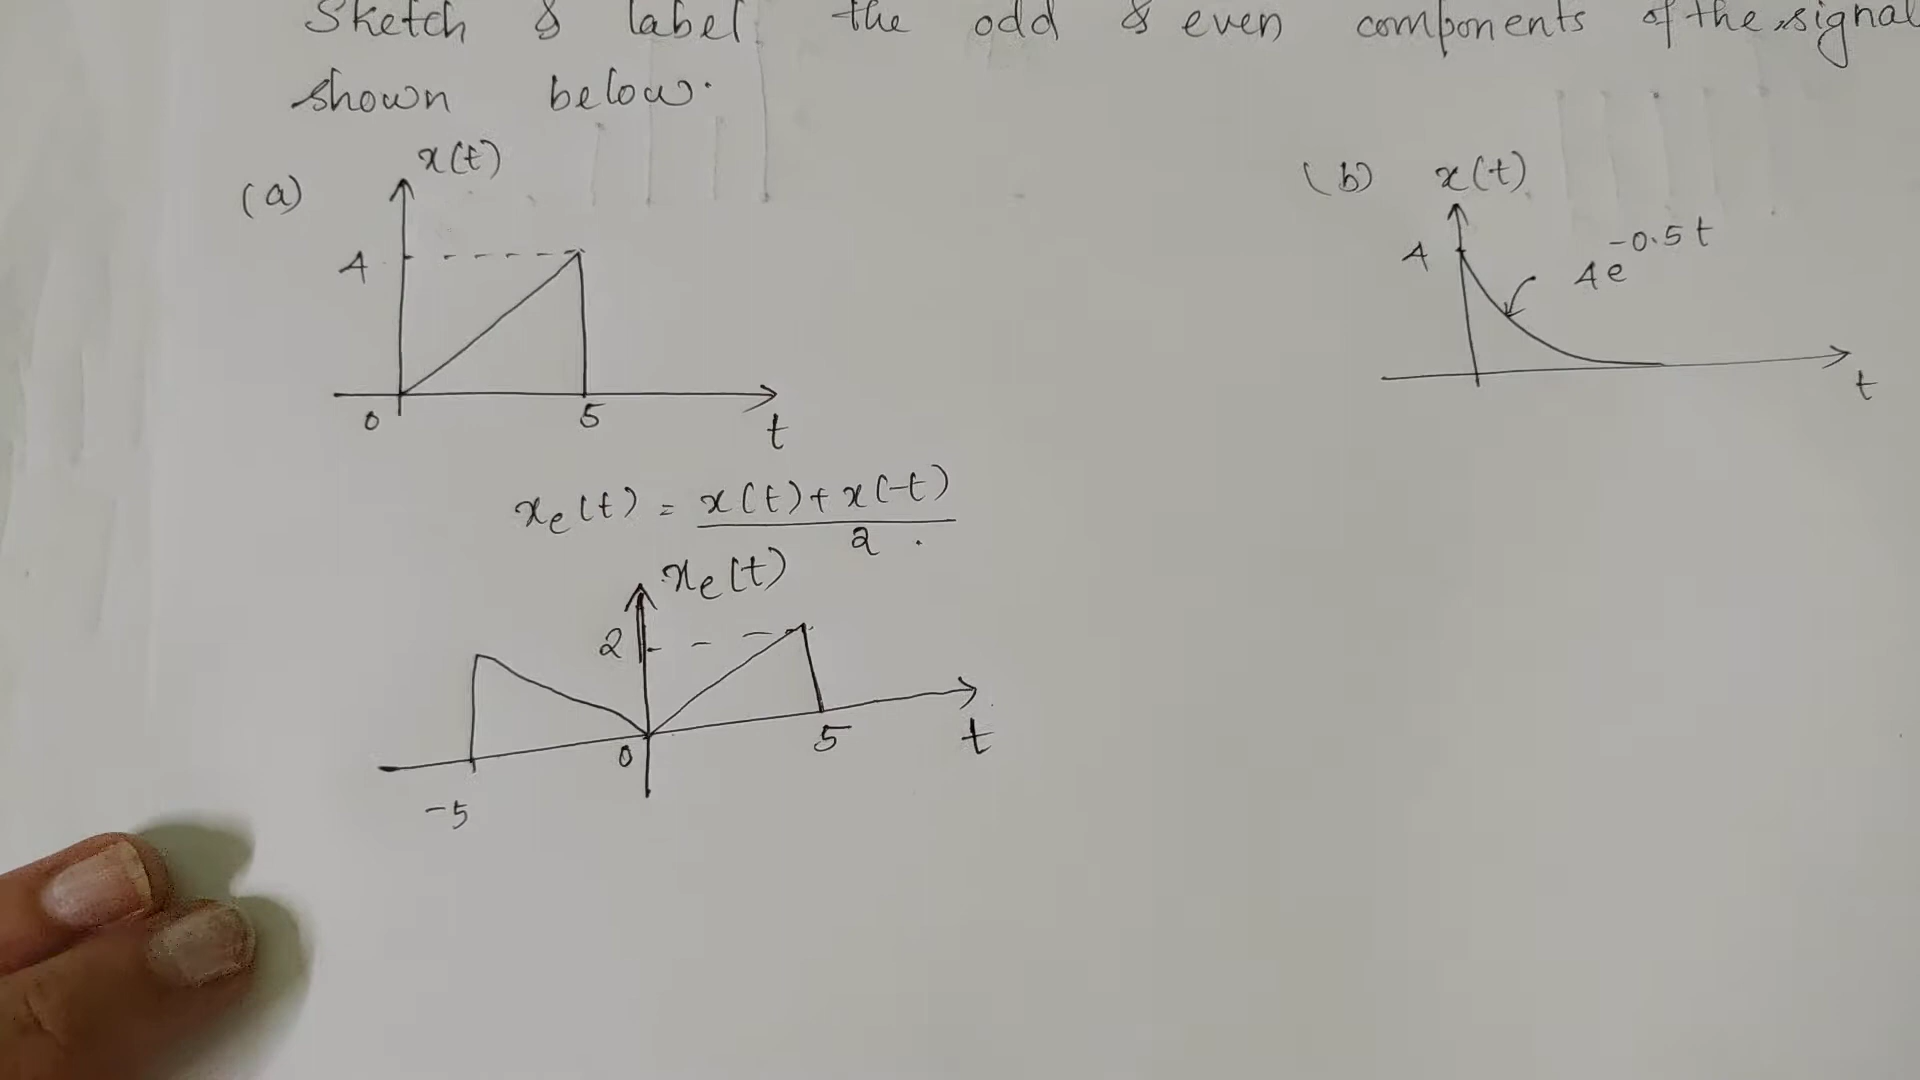 Sketch & label the odd & even components of the signal
shown below.
(a) x(t)
4
0 5 t
(b) x(t)
4 4e^-0.5t
t
xe(t) = x(t) + x(-t)
2
xe(t)
2
-5 0 5 t